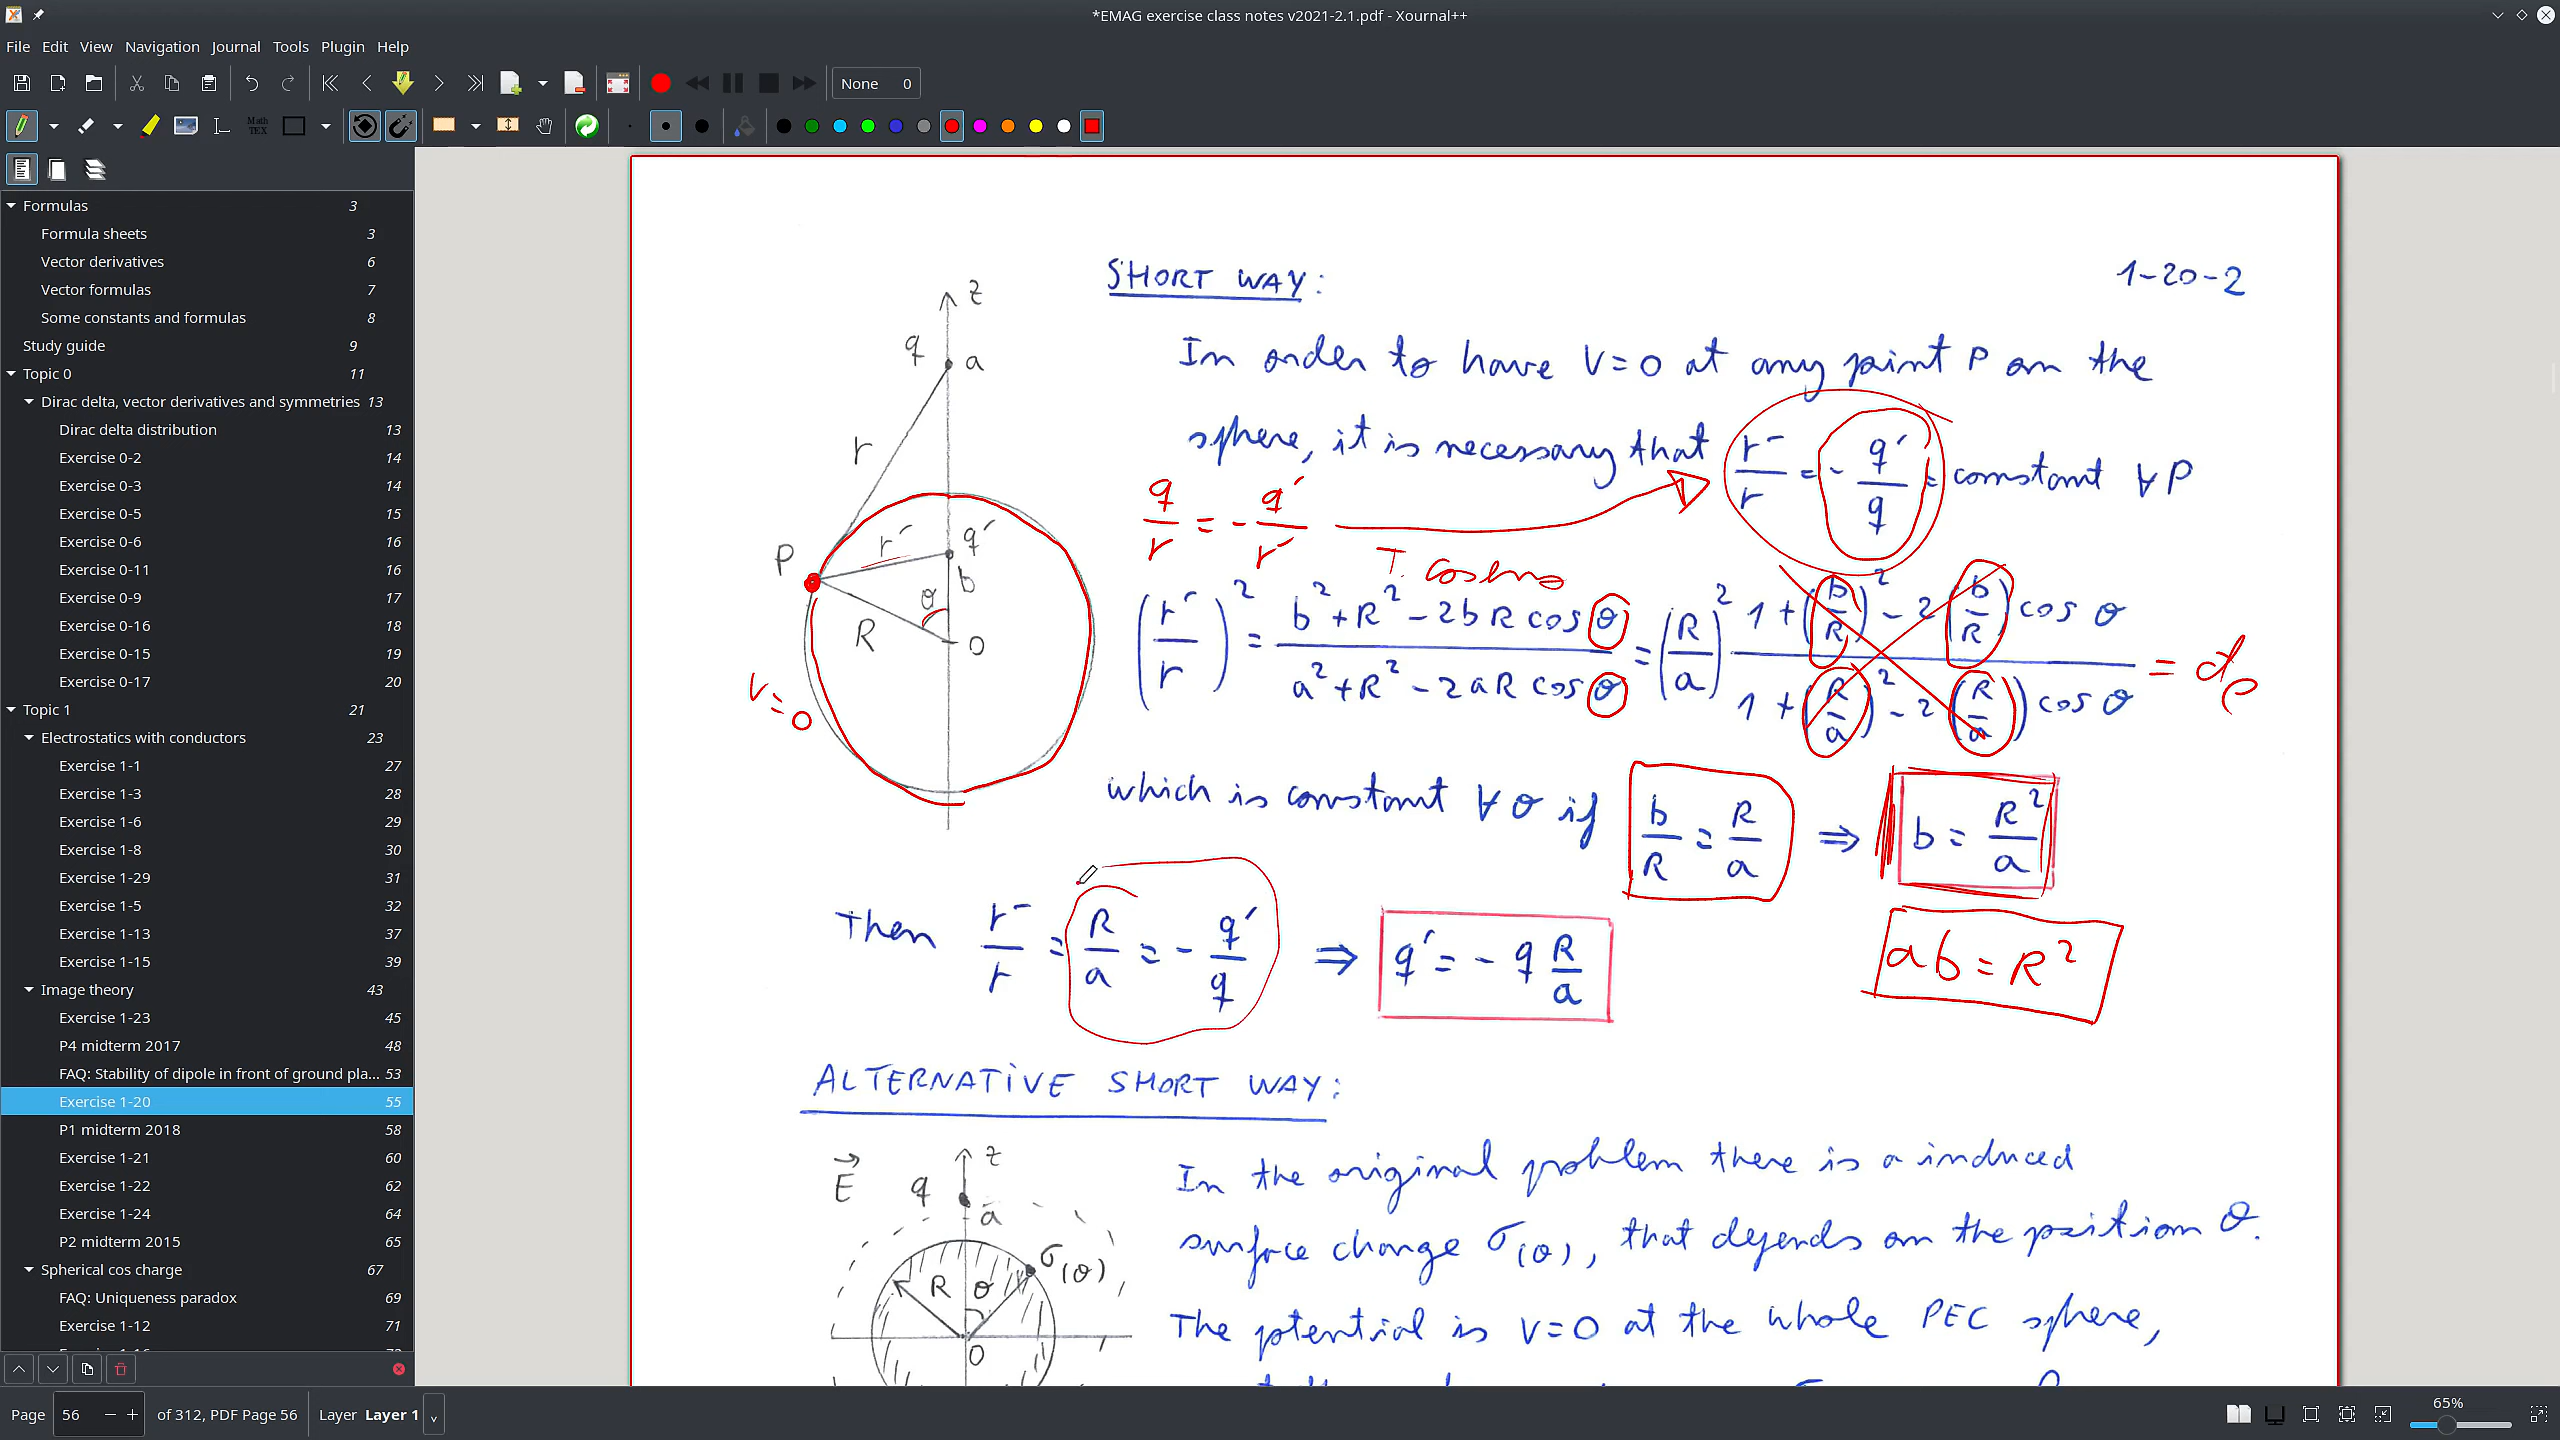 *EMAG exercise class notes v2021-2.1.pdf - Xournal++
File Edit View Navigation Journal Tools Plugin Help
None 0
Math TEX
Formulas 3
Formula sheets 3
Vector derivatives 6
Vector formulas 7
Some constants and formulas 8
Study guide 9
Topic 0 11
Dirac delta, vector derivatives and symmetries 13
Dirac delta distribution 13
Exercise 0-2 14
Exercise 0-3 14
Exercise 0-5 15
Exercise 0-6 16
Exercise 0-11 16
Exercise 0-9 17
Exercise 0-16 18
Exercise 0-15 19
Exercise 0-17 20
Topic 1 21
Electrostatics with conductors 23
Exercise 1-1 27
Exercise 1-3 28
Exercise 1-6 29
Exercise 1-8 30
Exercise 1-29 31
Exercise 1-5 32
Exercise 1-13 37
Exercise 1-15 39
Image theory 43
Exercise 1-23 45
P4 midterm 2017 48
FAQ: Stability of dipole in front of ground pla... 53
Exercise 1-20 55
P1 midterm 2018 58
Exercise 1-21 60
Exercise 1-22 62
Exercise 1-24 64
P2 midterm 2015 65
Spherical cos charge 67
FAQ: Uniqueness paradox 69
Exercise 1-12 71
SHORT WAY:
1-20-2
z
q a
r
P r' q' b
θ
R O
V=0
In order to have V=0 at any point P on the
sphere, it is necessary that r'/r = - q'/q = constant ∀P
q/r = - q'/r'
T. coseno
(r'/r)² = (b²+R²-2bR cos θ)/(a²+R²-2aR cos θ) = (R/a)² (1+(b/R)²-2(b/R) cos θ)/(1+(R/a)²-2(R/a) cos θ) =
which is constant ∀θ if b/R = R/a ⇒ b = R²/a
Then r'/r = R/a = - q'/q ⇒ q' = - q R/a
ab = R²
ALTERNATIVE SHORT WAY:
E z
q a
R θ σ(θ)
O
In the original problem there is a induced
surface charge σ(θ), that depends on the position θ.
The potential is V=0 at the whole PEC sphere,
Page 56 − + of 312, PDF Page 56 Layer Layer 1
65%